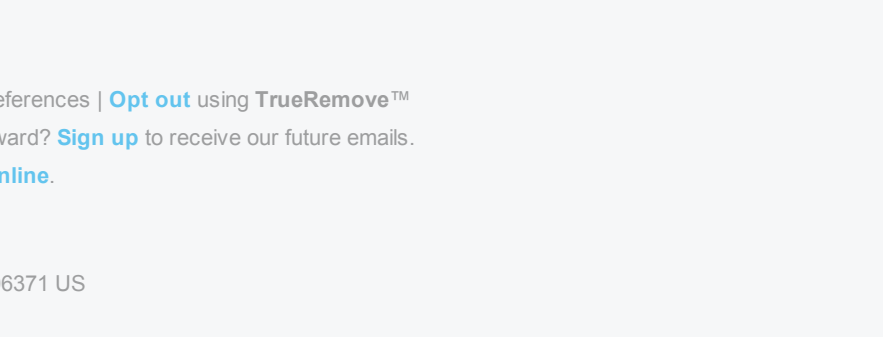 eferences | Opt out using TrueRemove™
ward? Sign up to receive our future emails.
nline.
6371 US